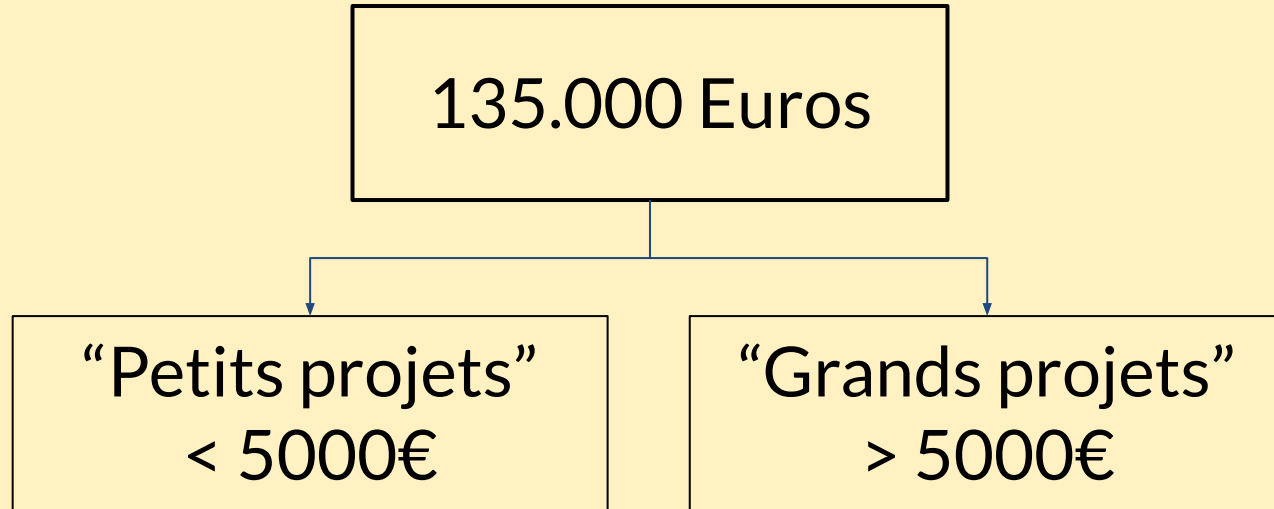 135.000 Euros
“Petits projets”
< 5000€
“Grands projets”
> 5000€